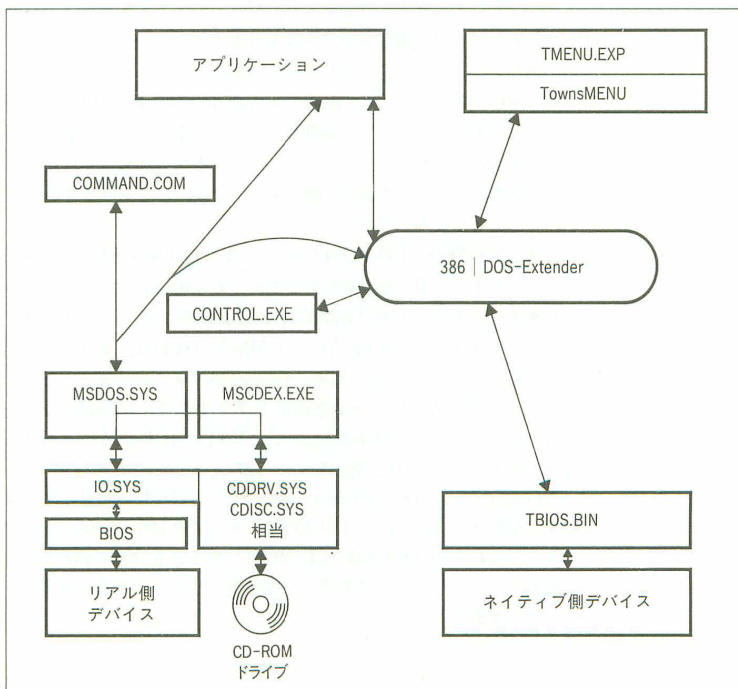 アプリケーション
TMENU.EXP
TownsMENU
COMMAND.COM
386 | DOS-Extender
CONTROL.EXE
MSDOS.SYS
MSCDEX.EXE
IO.SYS
CDDRV.SYS
CDISC.SYS
相当
BIOS
TBIOS.BIN
リアル側
デバイス
ネイティブ側デバイス
CD-ROM
ドライブ